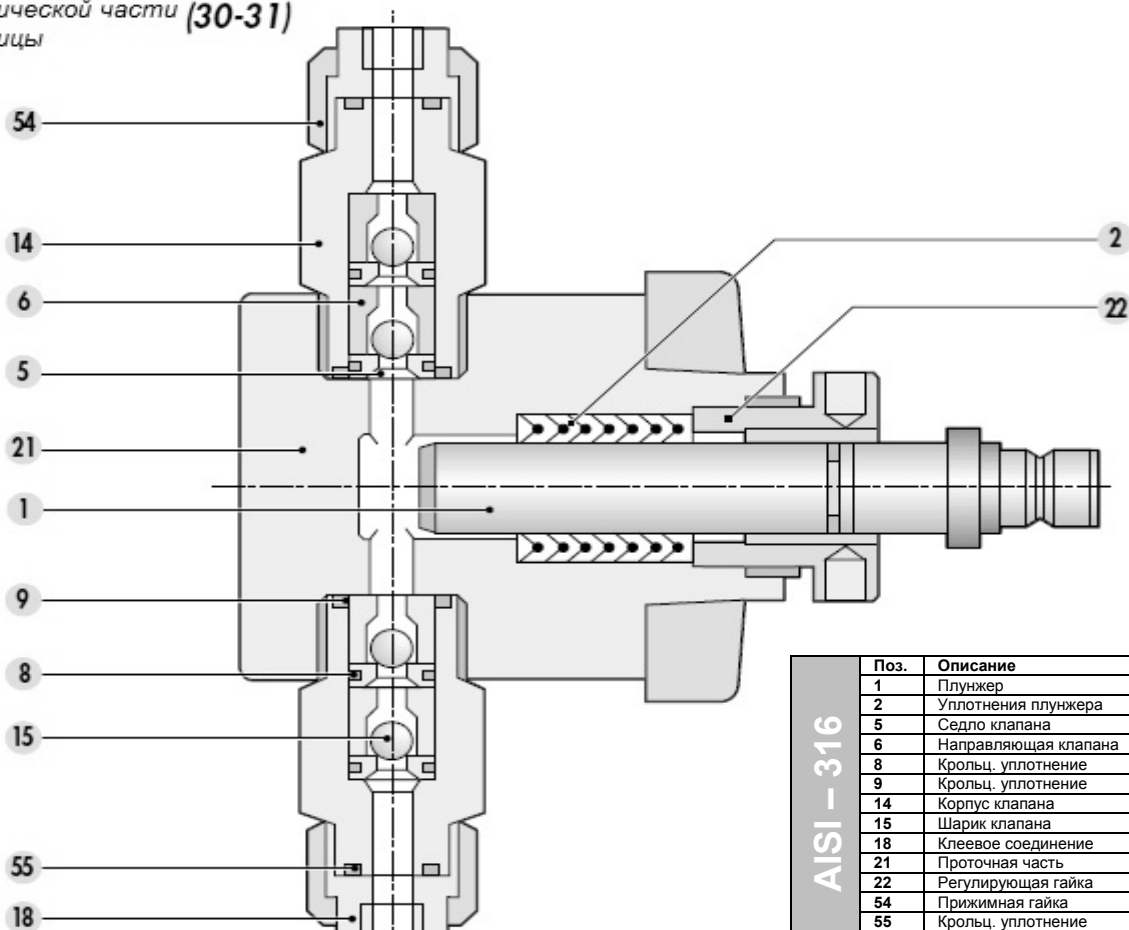 ической части (30-31)
ицы
54
14
6
5
21
1
9
8
15
55
18
2
22
AISI – 316
Поз. Описание
1 Плунжер
2 Уплотнения плунжера
5 Седло клапана
6 Направляющая клапана
8 Крольц. уплотнение
9 Крольц. уплотнение
14 Корпус клапана
15 Шарик клапана
18 Клеевое соединение
21 Проточная часть
22 Регулирующая гайка
54 Прижимная гайка
55 Крольц. уплотнение